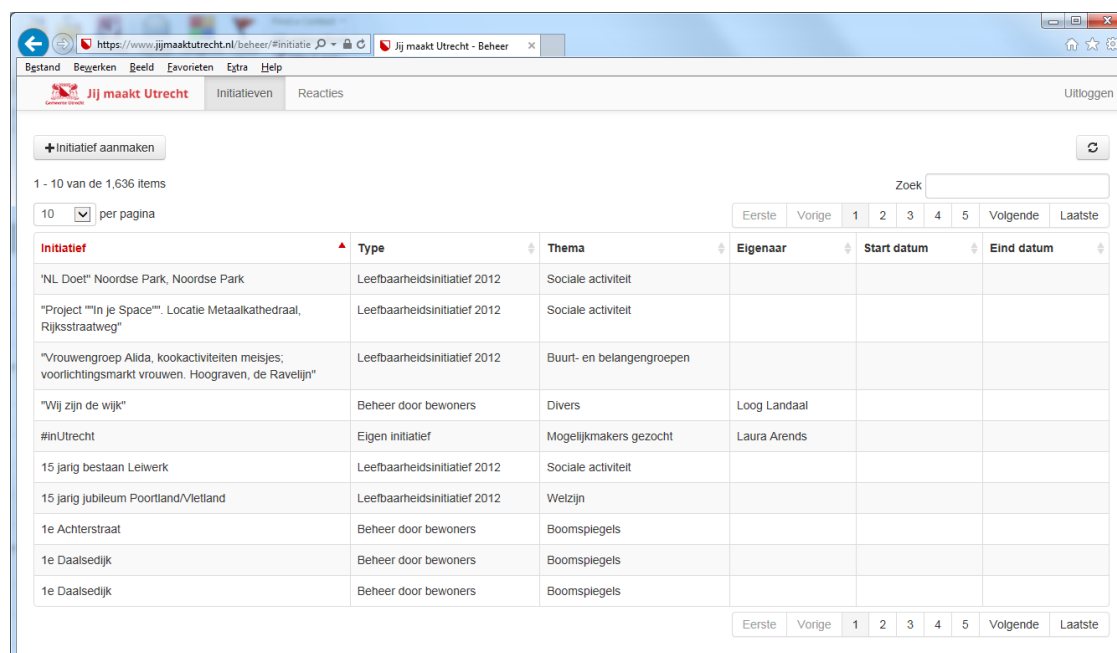 https://www.jijmaaktutrecht.nl/beheer/#initiatie
Jij maakt Utrecht - Beheer
Bestand Bewerken Beeld Favorieten Extra Help
Gemeente Utrecht
Jij maakt Utrecht Initiatieven Reacties Uitloggen
+Initiatief aanmaken
1 - 10 van de 1,636 items
Zoek
10 per pagina
Eerste Vorige 1 2 3 4 5 Volgende Laatste
Initiatief Type Thema Eigenaar Start datum Eind datum
'NL Doet" Noordse Park, Noordse Park Leefbaarheidsinitiatief 2012 Sociale activiteit
"Project ""In je Space"". Locatie Metaalkathedraal, Leefbaarheidsinitiatief 2012 Sociale activiteit
Rijksstraatweg"
"Vrouwengroep Alida, kookactiviteiten meisjes; Leefbaarheidsinitiatief 2012 Buurt- en belangengroepen
voorlichtingsmarkt vrouwen. Hoograven, de Ravelijn"
"Wij zijn de wijk" Beheer door bewoners Divers Loog Landaal
#inUtrecht Eigen initiatief Mogelijkmakers gezocht Laura Arends
15 jarig bestaan Leiwerk Leefbaarheidsinitiatief 2012 Sociale activiteit
15 jarig jubileum Poortland/Vletland Leefbaarheidsinitiatief 2012 Welzijn
1e Achterstraat Beheer door bewoners Boomspiegels
1e Daalsedijk Beheer door bewoners Boomspiegels
1e Daalsedijk Beheer door bewoners Boomspiegels
Eerste Vorige 1 2 3 4 5 Volgende Laatste